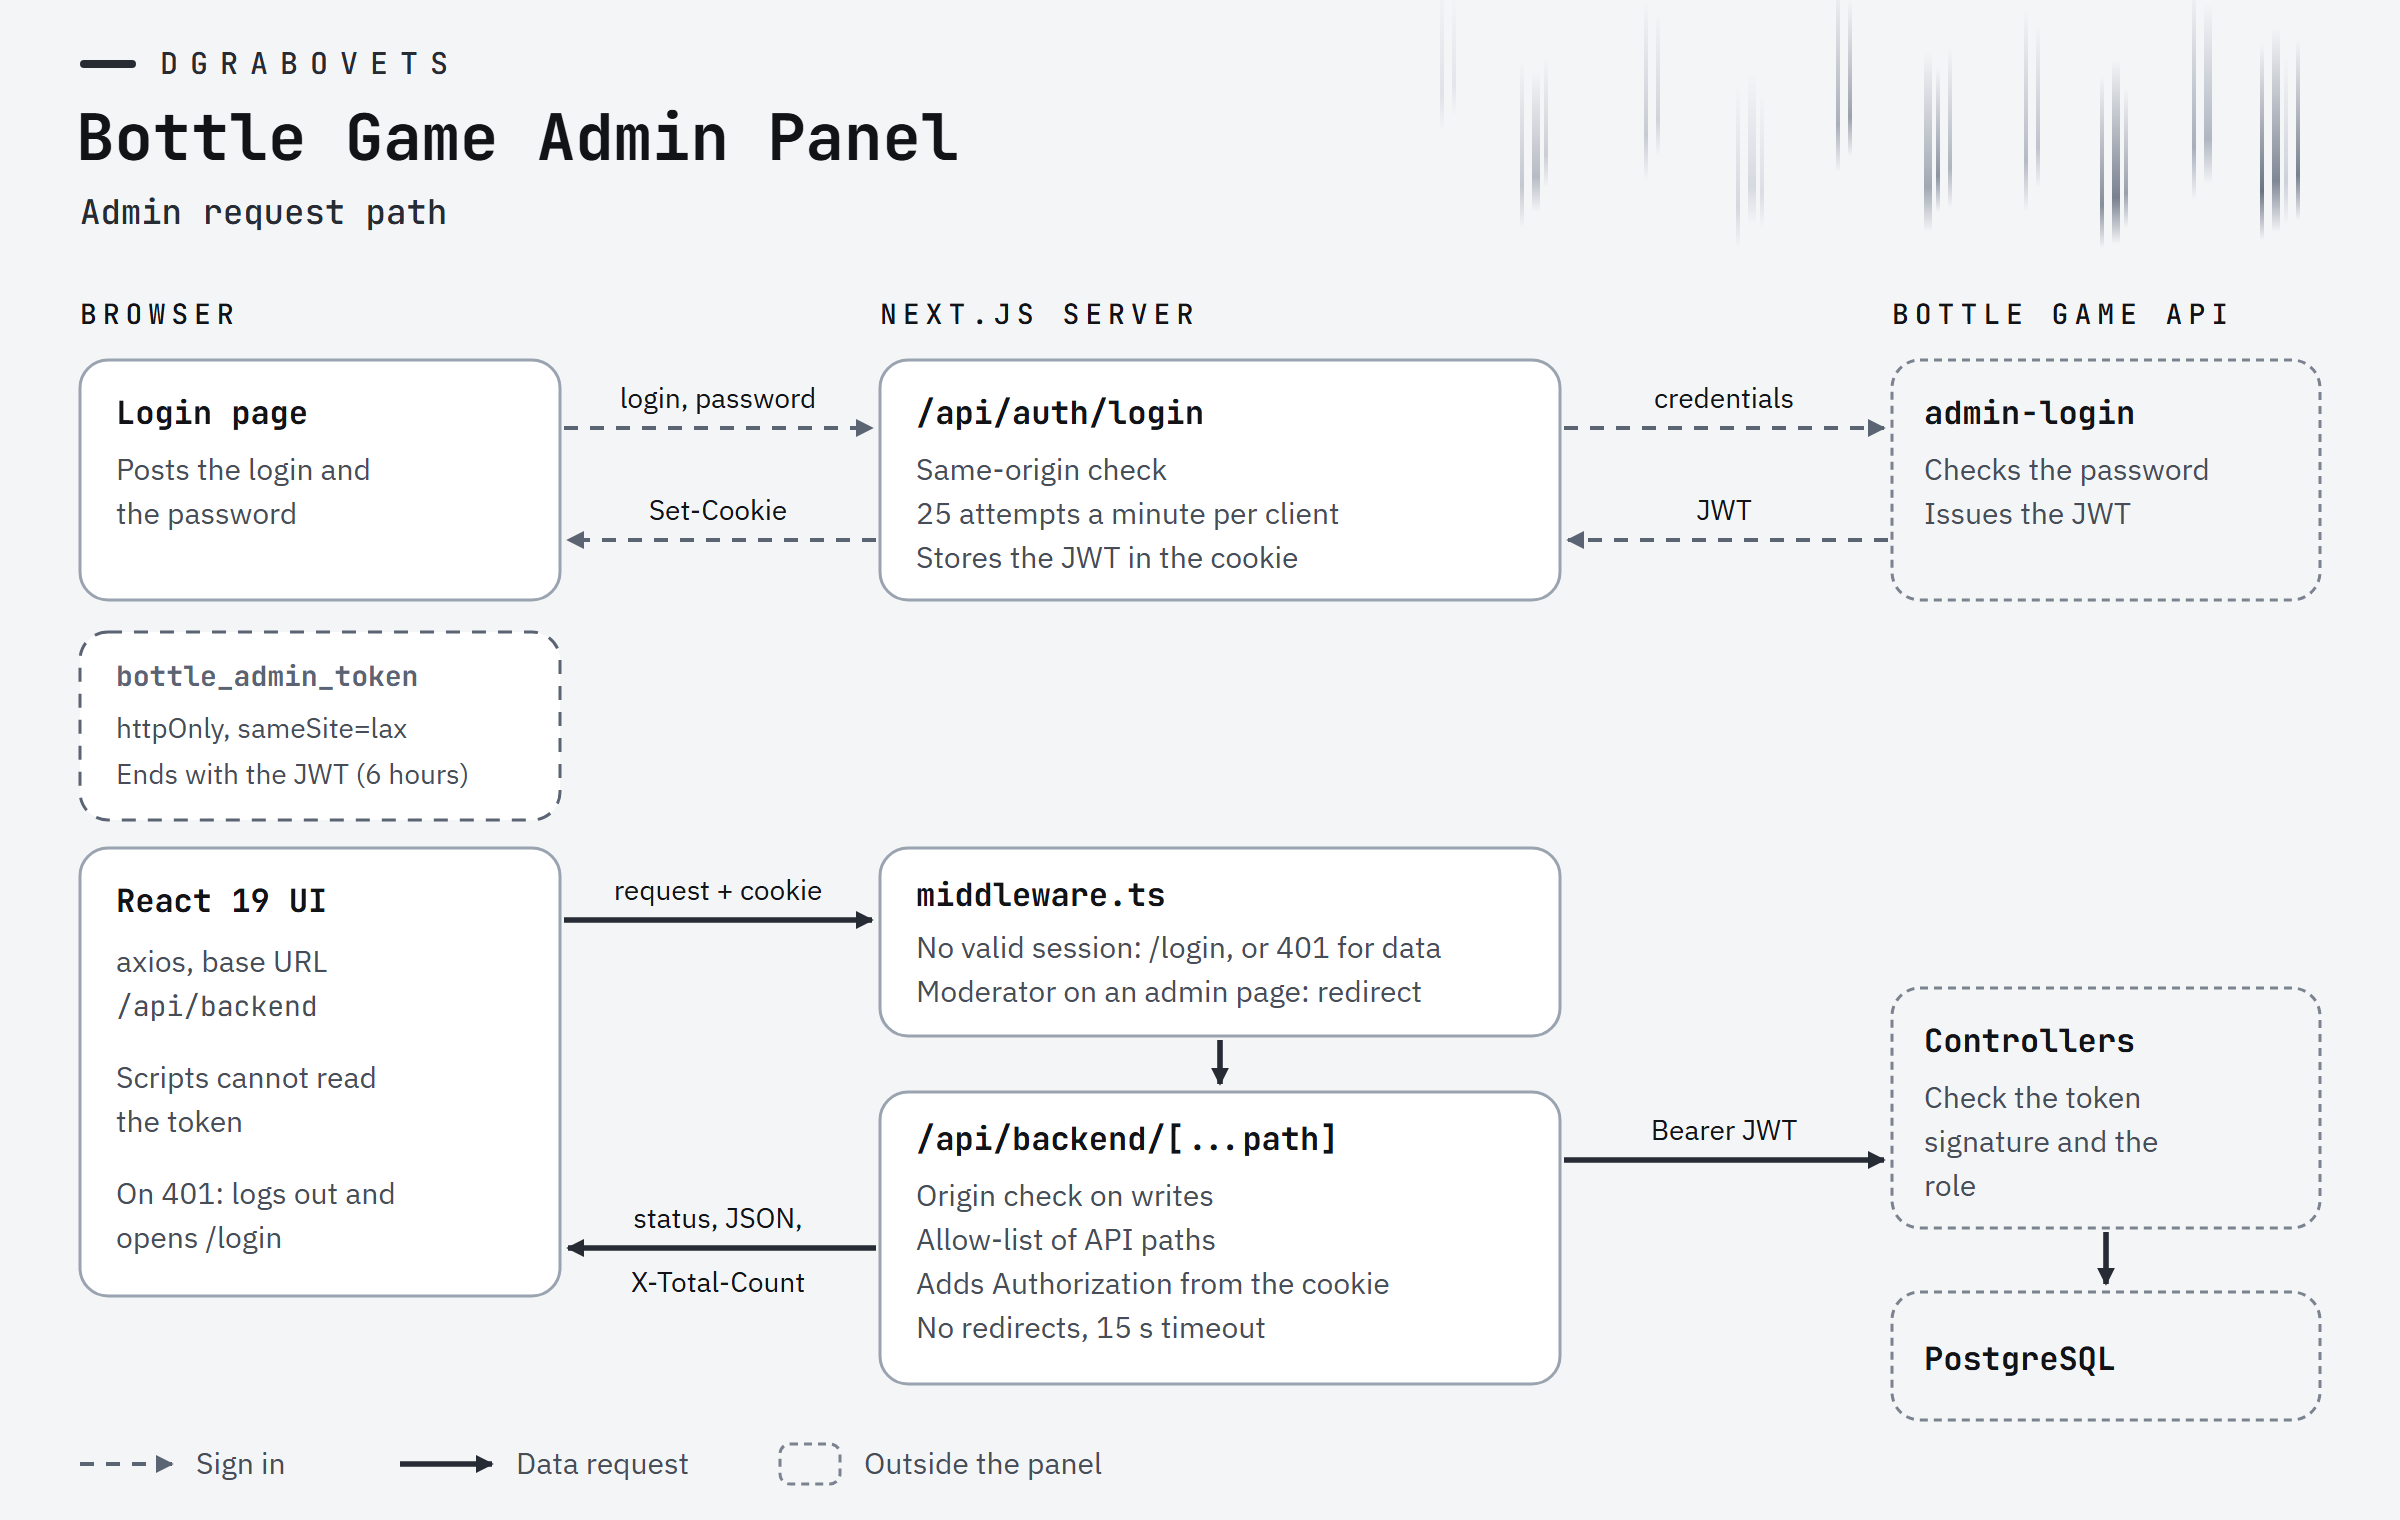 DGRABOVETS
Bottle Game Admin Panel
Admin request path
BROWSER
NEXT.JS SERVER
BOTTLE GAME API
Login page
Posts the login and
the password
login, password
Set-Cookie
/api/auth/login
Same-origin check
25 attempts a minute per client
Stores the JWT in the cookie
credentials
JWT
admin-login
Checks the password
Issues the JWT
bottle_admin_token
httpOnly, sameSite=lax
Ends with the JWT (6 hours)
React 19 UI
axios, base URL
/api/backend
Scripts cannot read
the token
On 401: logs out and
opens /login
request + cookie
status, JSON,
X-Total-Count
middleware.ts
No valid session: /login, or 401 for data
Moderator on an admin page: redirect
/api/backend/[...path]
Origin check on writes
Allow-list of API paths
Adds Authorization from the cookie
No redirects, 15 s timeout
Bearer JWT
Controllers
Check the token
signature and the
role
PostgreSQL
Sign in
Data request
Outside the panel